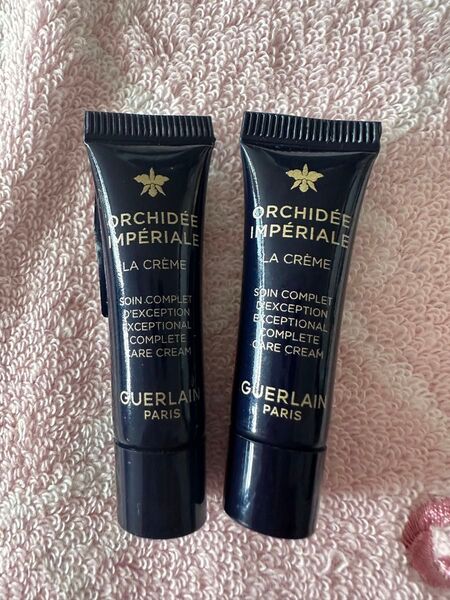 ORCHIDÉE
IMPÉRIALE
LA CRÈME
SOIN COMPLET
D'EXCEPTION
EXCEPTIONAL
COMPLETE
CARE CREAM
GUERLAIN
PARIS
ORCHIDÉE
IMPÉRIALE
LA CRÈME
SOIN COMPLET
D'EXCEPTION
EXCEPTIONAL
COMPLETE
CARE CREAM
GUERLAIN
PARIS